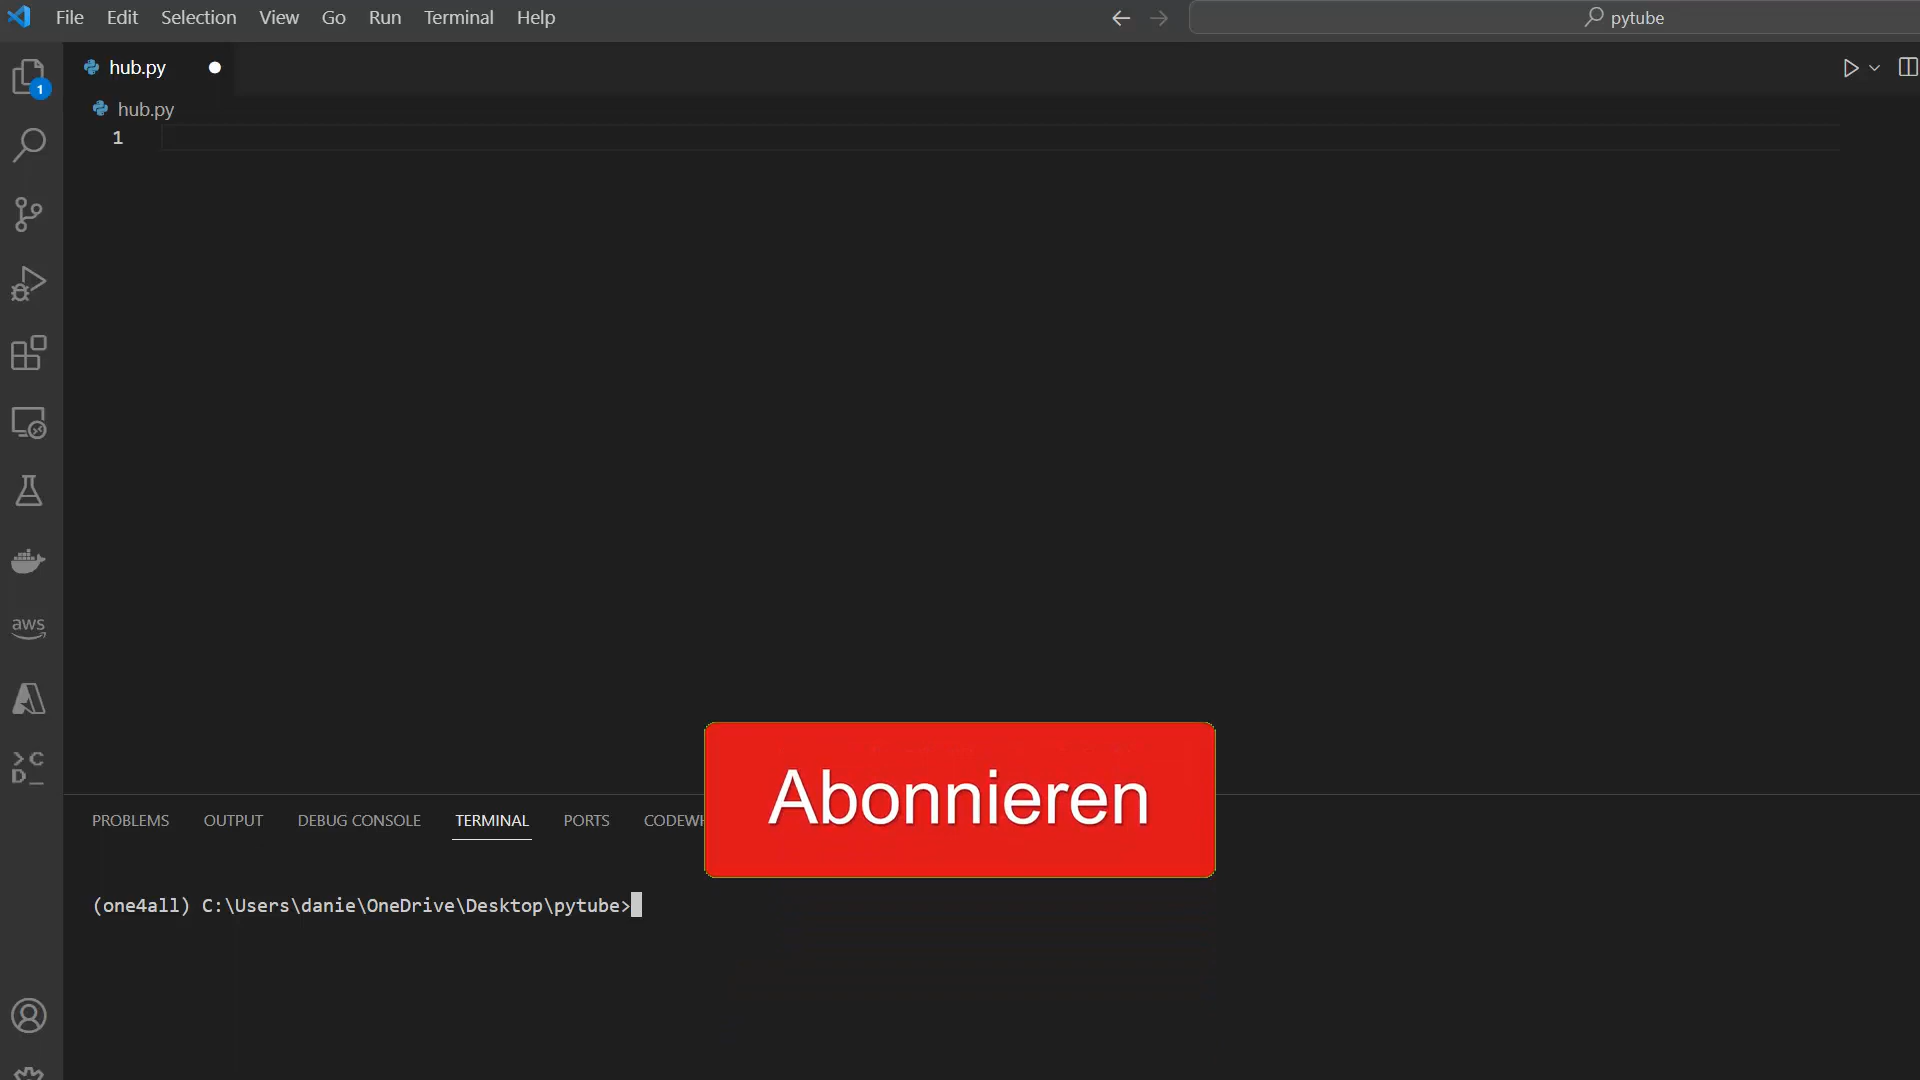 File Edit Selection View Go Run Terminal Help
pytube
hub.py
1
hub.py
1
aws
Abonnieren
PROBLEMS OUTPUT DEBUG CONSOLE TERMINAL PORTS
(one4all) C:\Users\danie\OneDrive\Desktop\pytube>